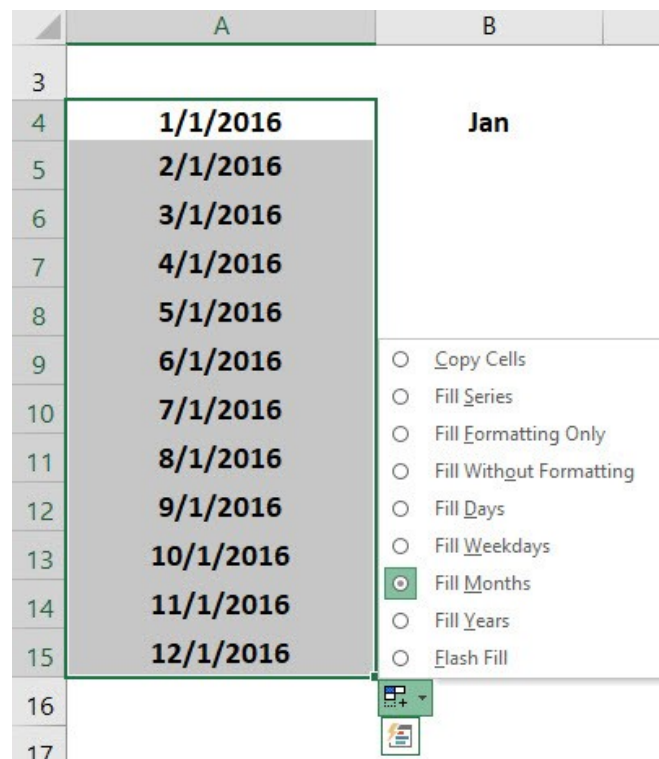 A B
3
4 1/1/2016 Jan
5 2/1/2016
6 3/1/2016
7 4/1/2016
8 5/1/2016
9 6/1/2016 Copy Cells
Fill Series
10 7/1/2016 Fill Formatting Only
11 8/1/2016 Fill Without Formatting
12 9/1/2016 Fill Days
13 10/1/2016 Fill Weekdays
Fill Months
14 11/1/2016 Fill Years
15 12/1/2016 Flash Fill
16
17